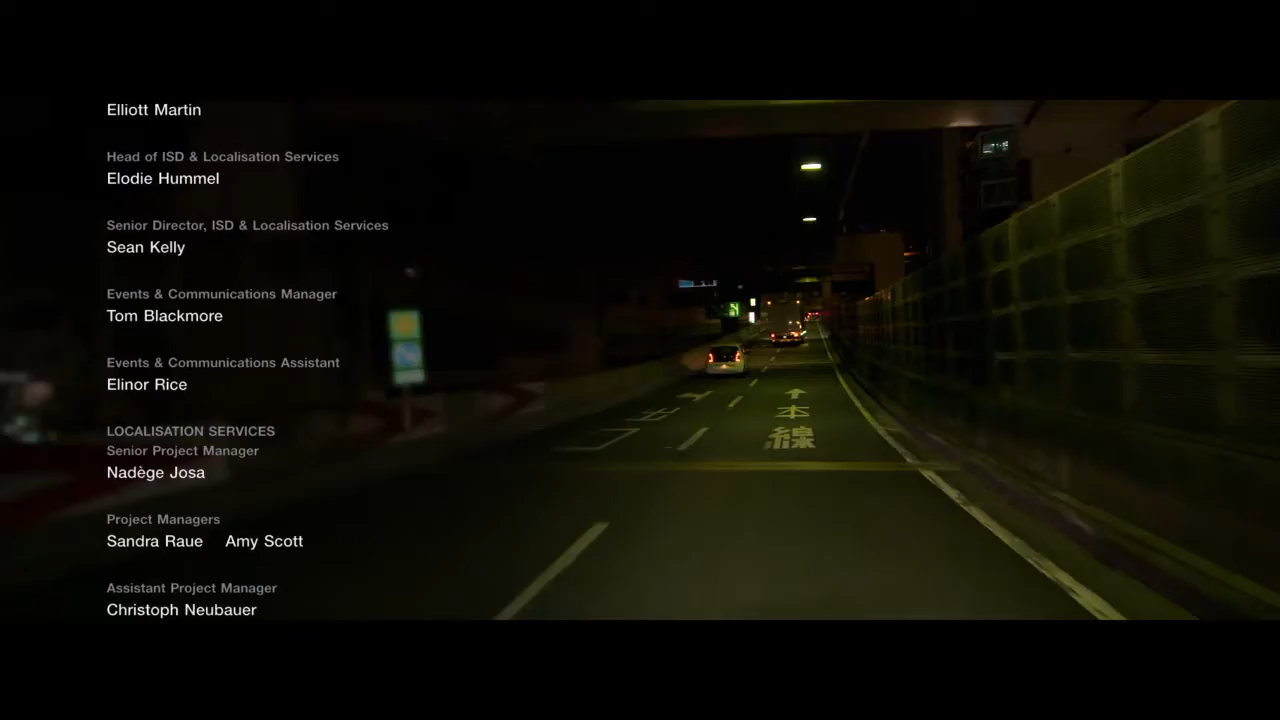 Elliott Martin
Head of ISD & Localisation Services
Elodie Hummel
Senior Director, ISD & Localisation Services
Sean Kelly
Events & Communications Manager
Tom Blackmore
Events & Communications Assistant
Elinor Rice
LOCALISATION SERVICES
Senior Project Manager
Nadège Josa
Project Managers
Sandra Raue Amy Scott
Assistant Project Manager
Christoph Neubauer
本線